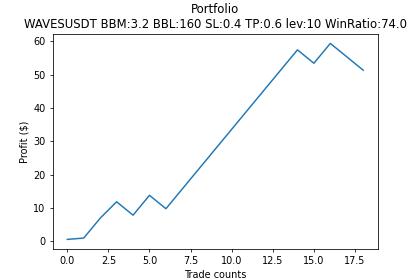 Portfolio
WAVESUSDT BBM:3.2 BBL:160 SL:0.4 TP:0.6 lev:10 WinRatio:74.0
60
50
40
30
20
10
0
Profit ($)
0.0 2.5 5.0 7.5 10.0 12.5 15.0 17.5
Trade counts